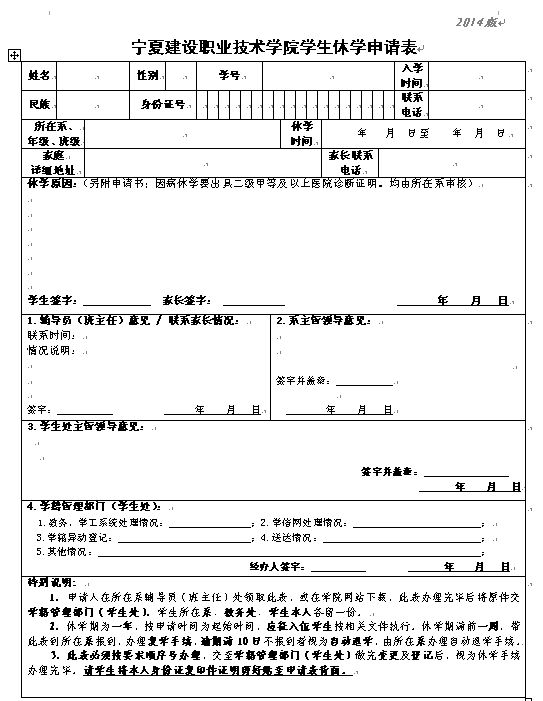 2014版
宁夏建设职业技术学院学生休学申请表
姓名 性别 学号 入学时间
民族 身份证号 联系电话
所在系、年级、班级 休学时间 年 月 日至 年 月 日
家庭详细地址 家长联系电话
休学原因:(另附申请书;因病休学要出具二级甲等及以上医院诊断证明。均由所在系审核)
学生签字: 家长签字: 年 月 日
1.辅导员(班主任)意见 / 联系家长情况:
联系时间:
情况说明:
签字: 年 月 日
2.系主管领导意见:
签字并盖章:
年 月 日
3.学生处主管领导意见:
签字并盖章:
年 月 日
4.学籍管理部门(学生处):
1.教务、学工系统处理情况: ;2.学信网处理情况: ;
3.学籍异动登记: ;4.送达情况: ;
5.其他情况: ;
经办人签字: 年 月 日
特别说明:
1. 申请人在所在系辅导员(班主任)处领取此表,或在学院网站下载,此表办理完毕后将原件交
学籍管理部门(学生处)。学生所在系、教务处、学生本人各留一份。
2. 休学期为一年,按申请时间为起始时间,应征入伍学生按相关文件执行。休学期满前一周,带
此表到所在系报到,办理复学手续,逾期满10日不报到者视为自动退学,由所在系办理自动退学手续。
3. 此表必须按要求顺序号办理,交至学籍管理部门(学生处)做完变更及登记后,视为休学手续
办理完毕。请学生将本人身份证复印件证明剪好贴至申请表背面。